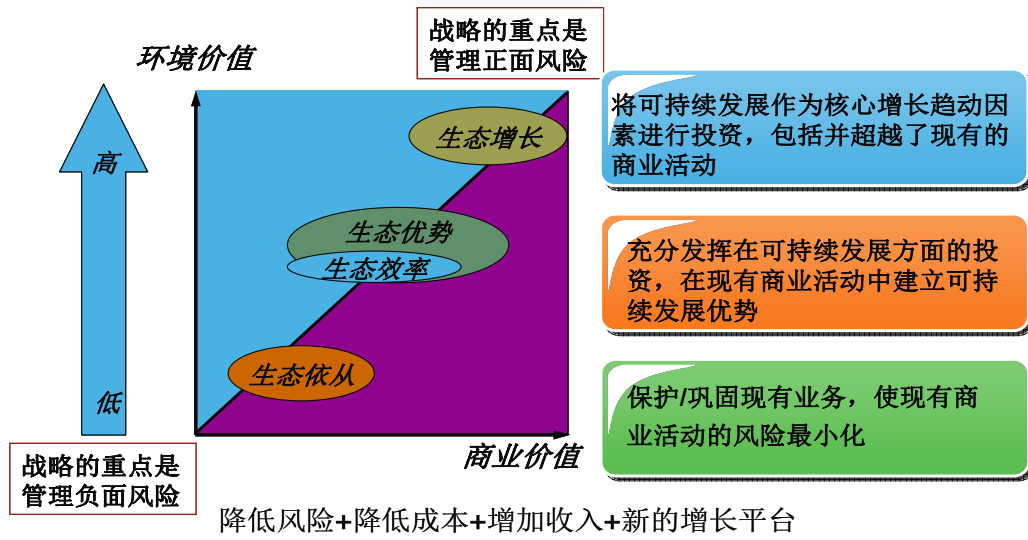 战略的重点是
管理正面风险
环境价值
高
低
生态增长
生态优势
生态效率
生态依从
商业价值
战略的重点是
管理负面风险
将可持续发展作为核心增长趋动因
素进行投资，包括并超越了现有的
商业活动
充分发挥在可持续发展方面的投
资，在现有商业活动中建立可持
续发展优势
保护/巩固现有业务，使现有商
业活动的风险最小化
降低风险+降低成本+增加收入+新的增长平台